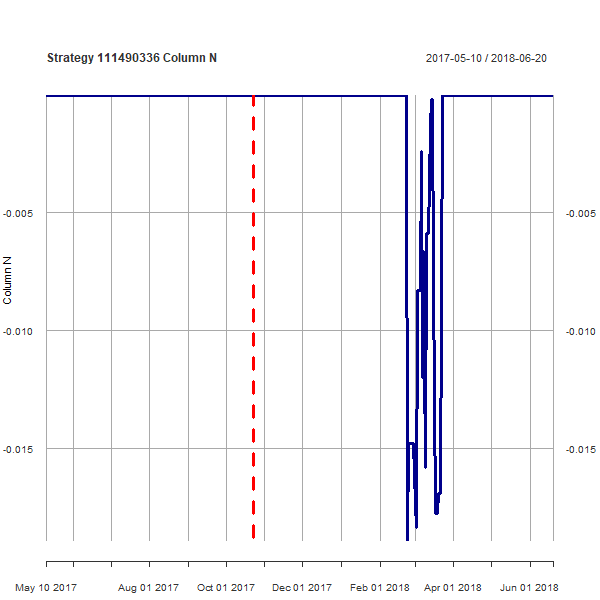 Strategy 111490336 Column N
2017-05-10 / 2018-06-20
-0.005
-0.005
Column N
-0.010
-0.010
-0.015
-0.015
May 10 2017
Aug 01 2017
Oct 01 2017
Dec 01 2017
Feb 01 2018
Apr 01 2018
Jun 01 2018